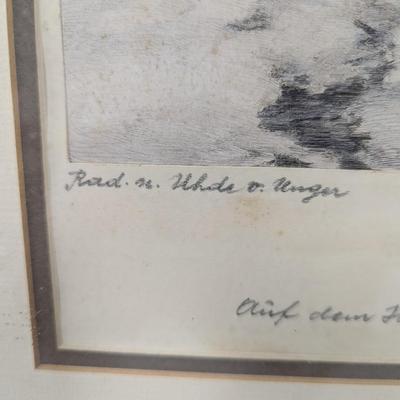 Rad. n. Uhde v. Unger
Auf dem H